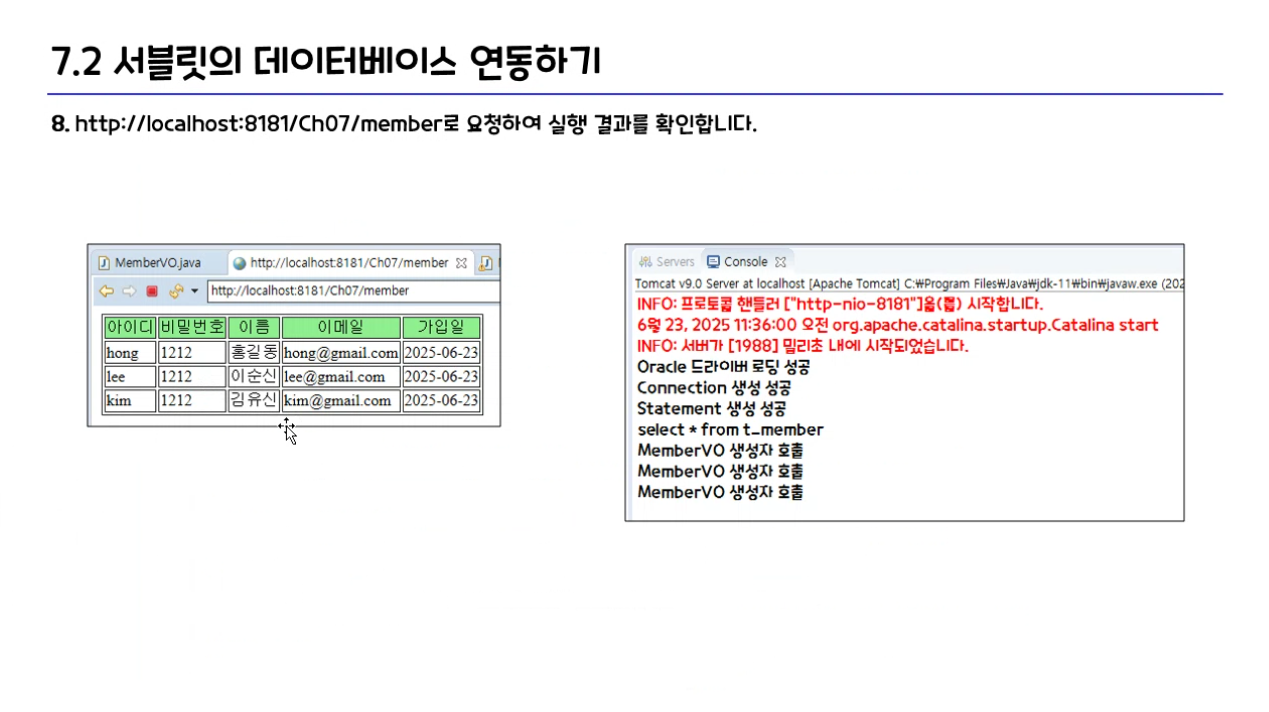 7.2 서블릿의 데이터베이스 연동하기
8. http://localhost:8181/Ch07/member로 요청하여 실행 결과를 확인합니다.
MemberVO.java
http://localhost:8181/Ch07/member
http://localhost:8181/Ch07/member
아이디 비밀번호 이름 이메일 가입일
hong 1212 홍길동 hong@gmail.com 2025-06-23
lee 1212 이순신 lee@gmail.com 2025-06-23
kim 1212 김유신 kim@gmail.com 2025-06-23
Servers Console
Tomcat v9.0 Server at localhost [Apache Tomcat] C:₩Program Files₩Java₩jdk-11₩bin₩javaw.exe (202
INFO: 프로토콜 핸들러 ["http-nio-8181"]을(를) 시작합니다.
6월 23, 2025 11:36:00 오전 org.apache.catalina.startup.Catalina start
INFO: 서버가 [1988] 밀리초 내에 시작되었습니다.
Oracle 드라이버 로딩 성공
Connection 생성 성공
Statement 생성 성공
select * from t_member
MemberVO 생성자 호출
MemberVO 생성자 호출
MemberVO 생성자 호출